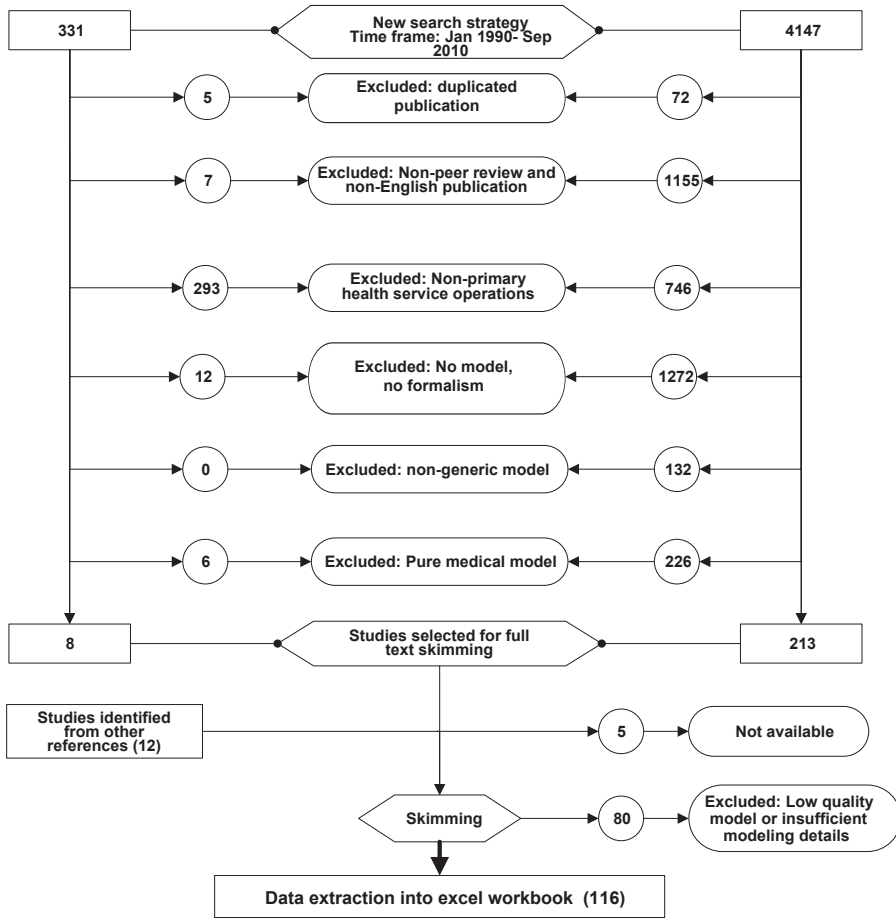 331
New search strategy
Time frame: Jan 1990- Sep
2010
4147
5
Excluded: duplicated
publication
72
7
Excluded: Non-peer review and
non-English publication
1155
293
Excluded: Non-primary
health service operations
746
12
Excluded: No model,
no formalism
1272
0
Excluded: non-generic model
132
6
Excluded: Pure medical model
226
8
Studies selected for full
text skimming
213
Studies identified
from other
references (12)
5
Not available
Skimming
80
Excluded: Low quality
model or insufficient
modeling details
Data extraction into excel workbook (116)